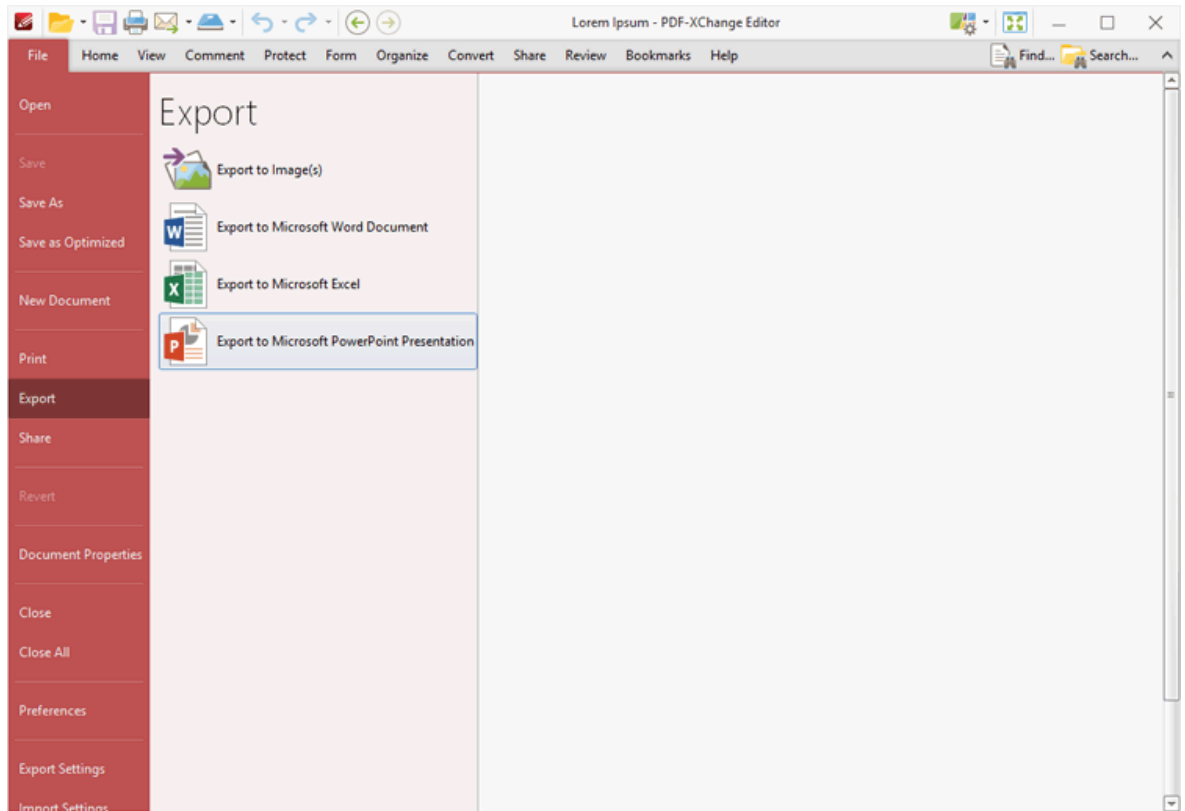 Lorem Ipsum - PDF-XChange Editor
File Home View Comment Protect Form Organize Convert Share Review Bookmarks Help Find... Search...
Open
Save
Save As
Save as Optimized
New Document
Print
Export
Share
Revert
Document Properties
Close
Close All
Preferences
Export Settings
Import Settings
Export
Export to Image(s)
W
Export to Microsoft Word Document
X
Export to Microsoft Excel
P
Export to Microsoft PowerPoint Presentation